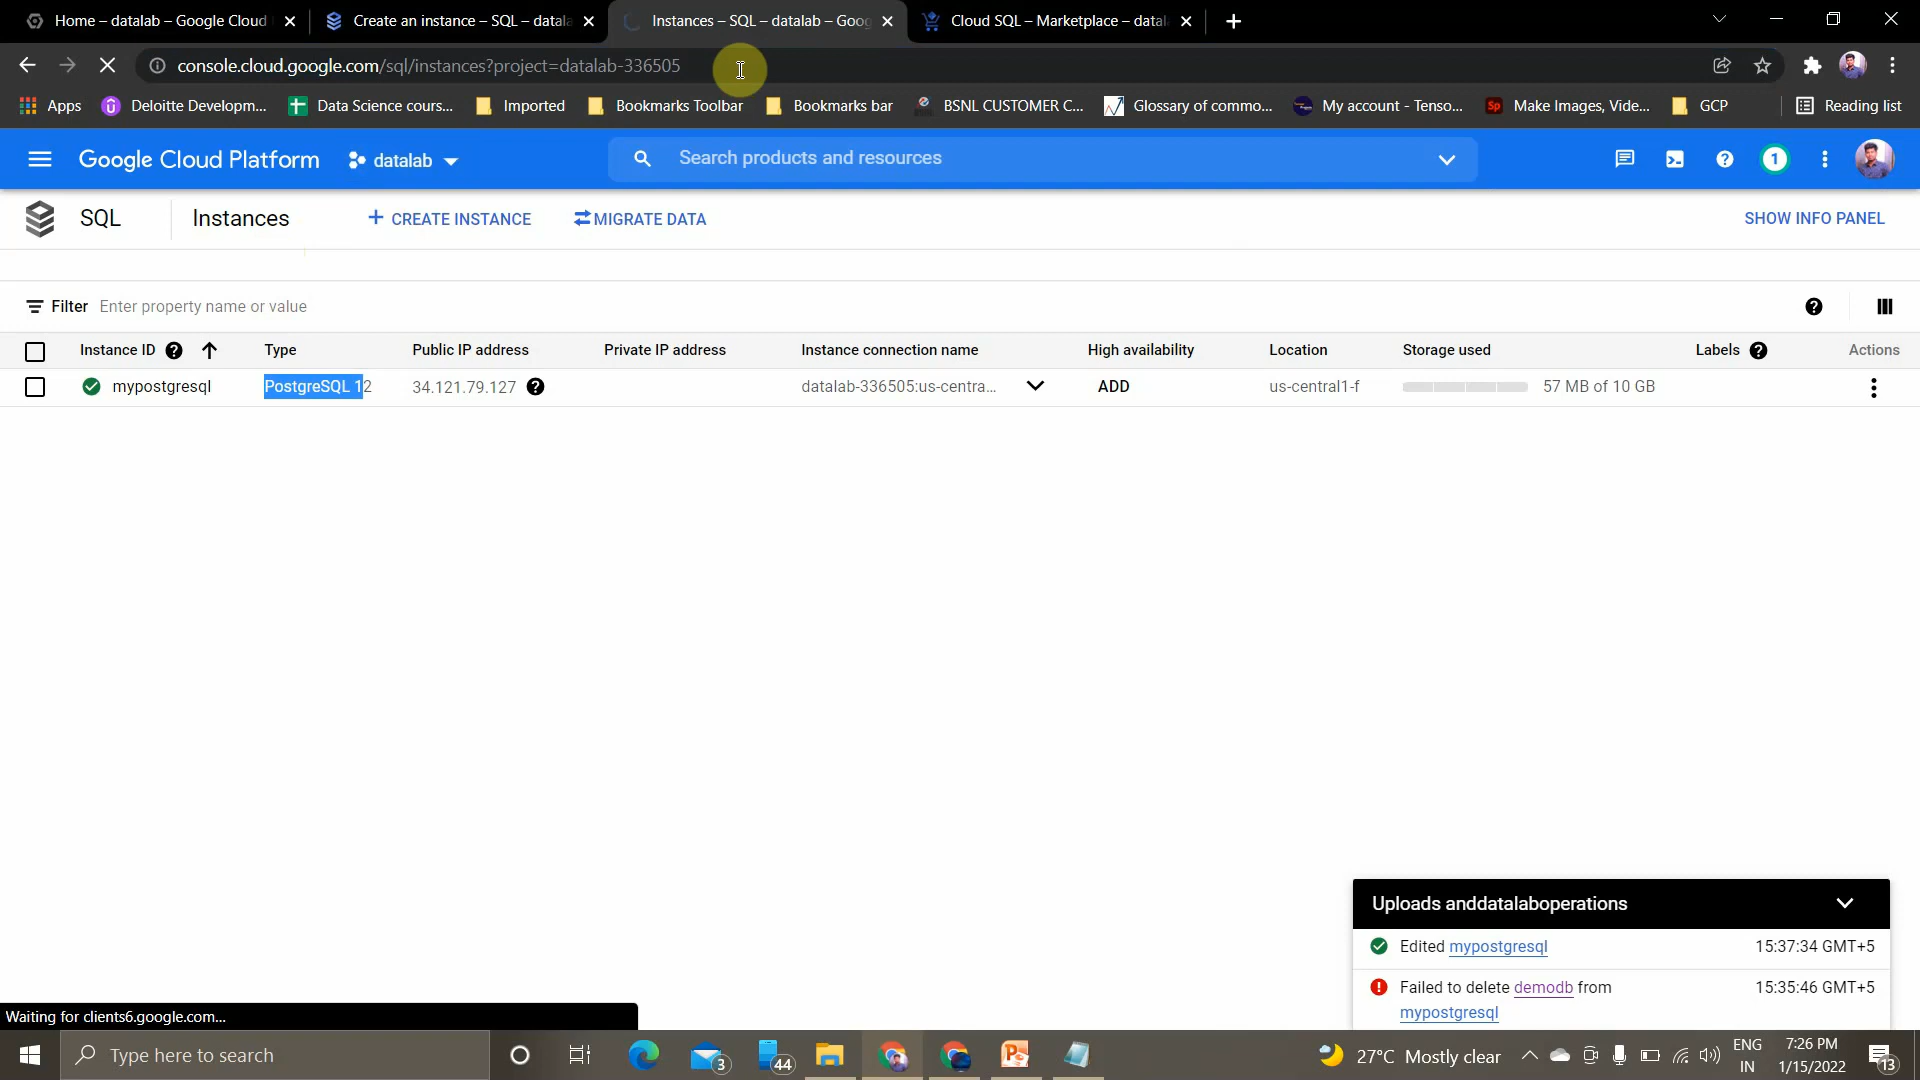 Home – datalab – Google Cloud
Create an instance – SQL – datala
Instances – SQL – datalab – Goog
Cloud SQL – Marketplace – datal
console.cloud.google.com/sql/instances?project=datalab-336505
Apps
Deloitte Developm...
Data Science cours...
Imported
Bookmarks Toolbar
Bookmarks bar
BSNL CUSTOMER C...
Glossary of commo...
My account - Tenso...
Sp
Make Images, Vide...
GCP
Reading list
Google Cloud Platform
datalab
Search products and resources
1
SQL
Instances
CREATE INSTANCE
MIGRATE DATA
SHOW INFO PANEL
Filter Enter property name or value
Instance ID Type Public IP address Private IP address Instance connection name High availability Location Storage used Labels Actions
mypostgresql PostgreSQL 12 34.121.79.127 datalab-336505:us-centra... ADD us-central1-f 57 MB of 10 GB
Uploads anddatalaboperations
Edited mypostgresql 15:37:34 GMT+5
Failed to delete demodb from 15:35:46 GMT+5
mypostgresql
Waiting for clients6.google.com...
Type here to search
3
44
27°C Mostly clear
ENG
IN
7:26 PM
1/15/2022
13